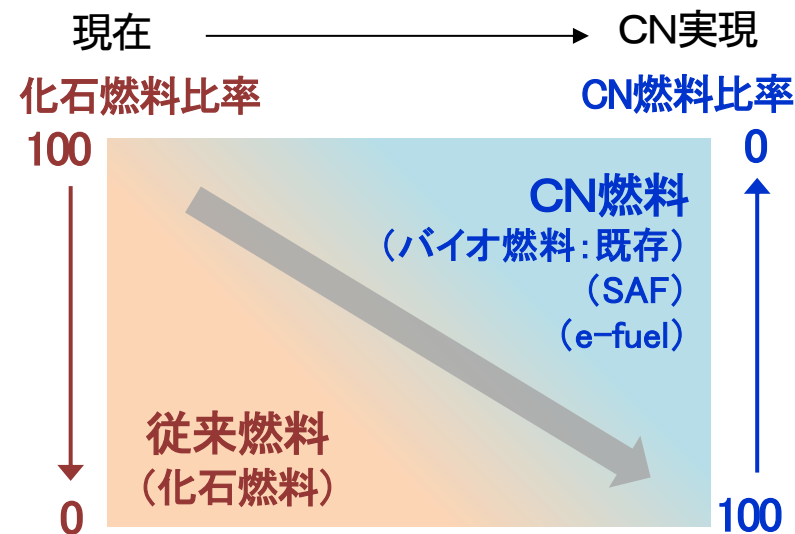 現在
CN実現
化石燃料比率
CN燃料比率
100
0
CN燃料
（バイオ燃料：既存）
（SAF）
（e-fuel）
従来燃料
（化石燃料）
0
100